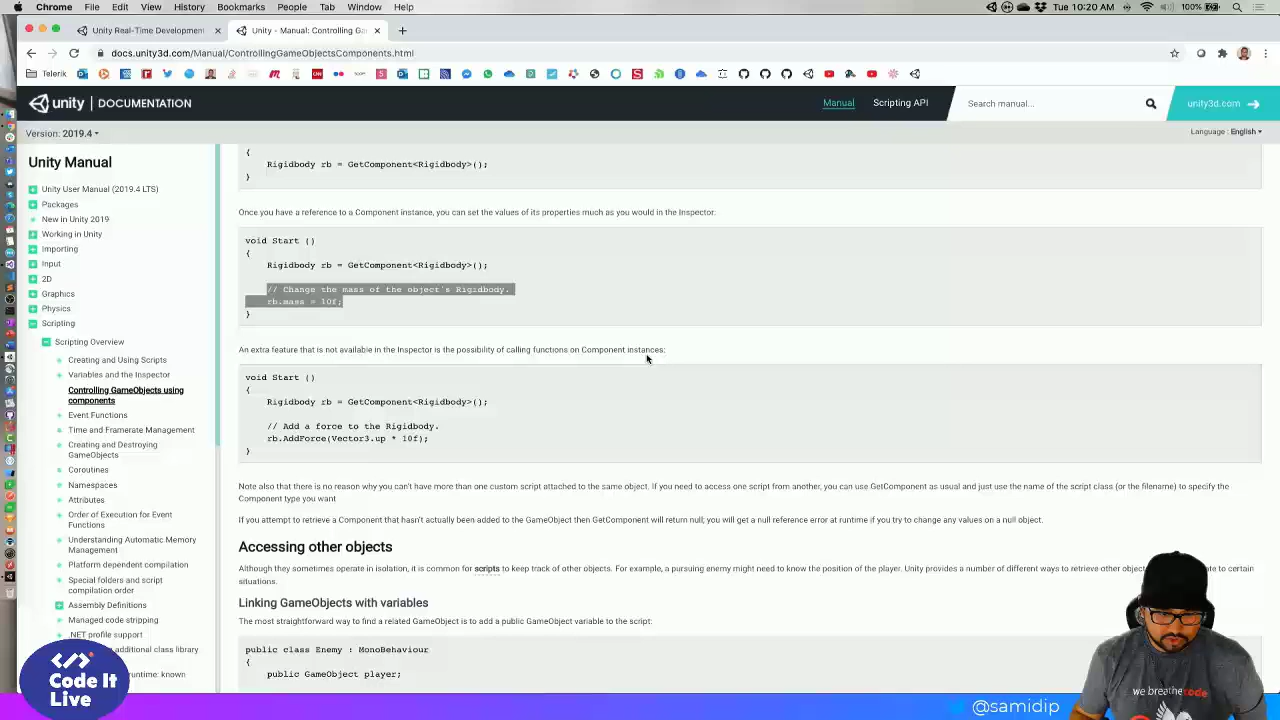 Chrome File Edit View History Bookmarks People Tab Window Help 100% Tue 10:20 AM
Unity Real-Time Development Unity - Manual: Controlling Ga
docs.unity3d.com/Manual/ControllingGameObjectsComponents.html
Telerik
unity | DOCUMENTATION Manual Scripting API Search manual... unity3d.com
Version: 2019.4 Language : English
Unity Manual
Unity User Manual (2019.4 LTS)
Packages
New in Unity 2019
Working in Unity
Importing
Input
2D
Graphics
Physics
Scripting
Scripting Overview
Creating and Using Scripts
Variables and the Inspector
Controlling GameObjects using
components
Event Functions
Time and Framerate Management
Creating and Destroying
GameObjects
Coroutines
Namespaces
Attributes
Order of Execution for Event
Functions
Understanding Automatic Memory
Management
Platform dependent compilation
Special folders and script
compilation order
Assembly Definitions
Managed code stripping
.NET profile support
additional class library
runtime: known
{
Rigidbody rb = GetComponent<Rigidbody>();
}
Once you have a reference to a Component instance, you can set the values of its properties much as you would in the Inspector:
void Start ()
{
Rigidbody rb = GetComponent<Rigidbody>();
// Change the mass of the object's Rigidbody.
rb.mass = 10f;
}
An extra feature that is not available in the Inspector is the possibility of calling functions on Component instances:
void Start ()
{
Rigidbody rb = GetComponent<Rigidbody>();
// Add a force to the Rigidbody.
rb.AddForce(Vector3.up * 10f);
}
Note also that there is no reason why you can't have more than one custom script attached to the same object. If you need to access one script from another, you can use GetComponent as usual and just use the name of the script class (or the filename) to specify the
Component type you want
If you attempt to retrieve a Component that hasn't actually been added to the GameObject then GetComponent will return null; you will get a null reference error at runtime if you try to change any values on a null object.
Accessing other objects
Although they sometimes operate in isolation, it is common for scripts to keep track of other objects. For example, a pursuing enemy might need to know the position of the player. Unity provides a number of different ways to retrieve other to certain
situations.
Linking GameObjects with variables
The most straightforward way to find a related GameObject is to add a public GameObject variable to the script:
public class Enemy : MonoBehaviour
{
public GameObject player;
Code It
Live
we breathe code
@samidip